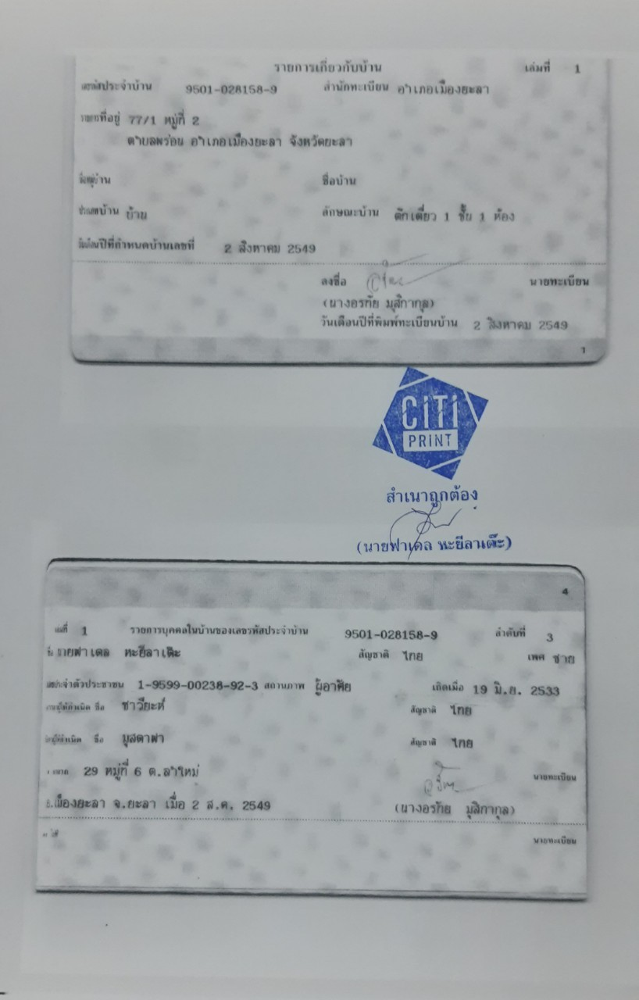 รายการเกี่ยวกับบ้าน เล่มที่ 1
เลขรหัสประจำบ้าน 9501-028158-9 สำนักทะเบียน อำเภอเมืองยะลา
รายการที่อยู่ 77/1 หมู่ที่ 2
ตำบลพร่อน อำเภอเมืองยะลา จังหวัดยะลา
ชื่อหมู่บ้าน ชื่อบ้าน
ประเภทบ้าน บ้าน ลักษณะบ้าน ตึกเดี่ยว 1 ชั้น 1 ห้อง
วันเดือนปีที่กำหนดบ้านเลขที่ 2 สิงหาคม 2549
ลงชื่อ นายทะเบียน
(นางอรทัย มุสิกากุล)
วันเดือนปีที่พิมพ์ทะเบียนบ้าน 2 สิงหาคม 2549
1
CiTi
PRiNT
สำเนาถูกต้อง
(นายฟาเดล หะยีลาเต๊ะ)
4
เล่มที่ 1 รายการบุคคลในบ้านของเลขรหัสประจำบ้าน 9501-028158-9 ลำดับที่ 3
ชื่อ นายฟาเดล หะยีลาเต๊ะ สัญชาติ ไทย เพศ ชาย
เลขประจำตัวประชาชน 1-9599-00238-92-3 สถานภาพ ผู้อาศัย เกิดเมื่อ 19 มิ.ย. 2533
มารดาผู้ให้กำเนิด ชื่อ ซาวียะห์ สัญชาติ ไทย
บิดาผู้ให้กำเนิด ชื่อ มุสตาฟา สัญชาติ ไทย
มาจาก 29 หมู่ที่ 6 ต.ลำใหม่ นายทะเบียน
อ.เมืองยะลา จ.ยะลา เมื่อ 2 ส.ค. 2549 (นางอรทัย มุสิกากุล)
ไปที่ นายทะเบียน